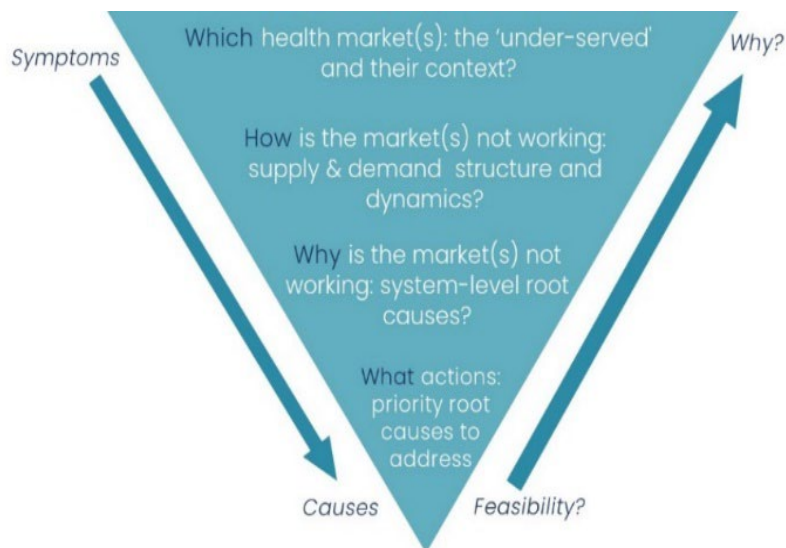 Symptoms
Which health market(s): the ‘under-served'
and their context?
Why?
How is the market(s) not working:
supply & demand structure and
dynamics?
Why is the market(s) not
working: system-level root
causes?
What actions:
priority root
causes to
address
Causes
Feasibility?